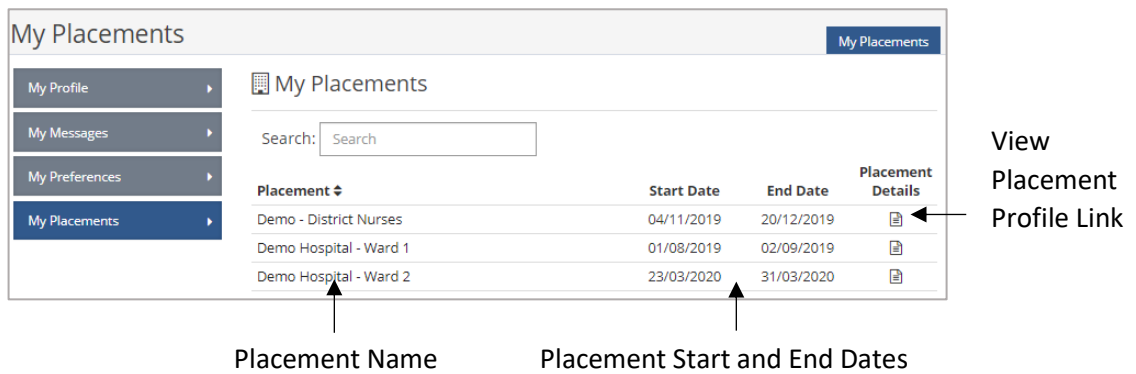 My Placements
My Placements
My Profile
My Messages
My Preferences
My Placements
My Placements
Search: Search
Placement Start Date End Date Placement Details
Demo - District Nurses 04/11/2019 20/12/2019
Demo Hospital - Ward 1 01/08/2019 02/09/2019
Demo Hospital - Ward 2 23/03/2020 31/03/2020
View
Placement
Profile Link
Placement Name
Placement Start and End Dates